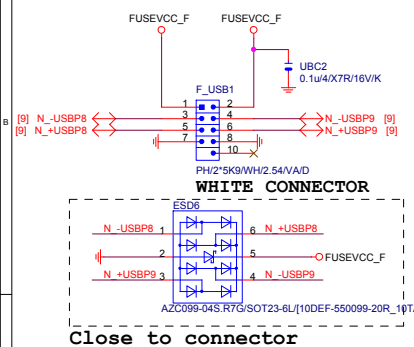 FUSEVCC_F FUSEVCC_F
UBC2
0.1u/4/X7R/16V/K
F_USB1
1 2
B [9] N_-USBP8 3 4 N_-USBP9 [9]
[9] N_+USBP8 5 6 N_+USBP9 [9]
7 8
10
PH/2*5K9/WH/2.54/VA/D
WHITE CONNECTOR
ESD6
N_-USBP8 1 6 N_+USBP8
2 5 FUSEVCC_F
N_+USBP9 3 4 N_-USBP9
AZC099-04S.R7G/SOT23-6L/[10DEF-550099-20R_10TA
Close to connector